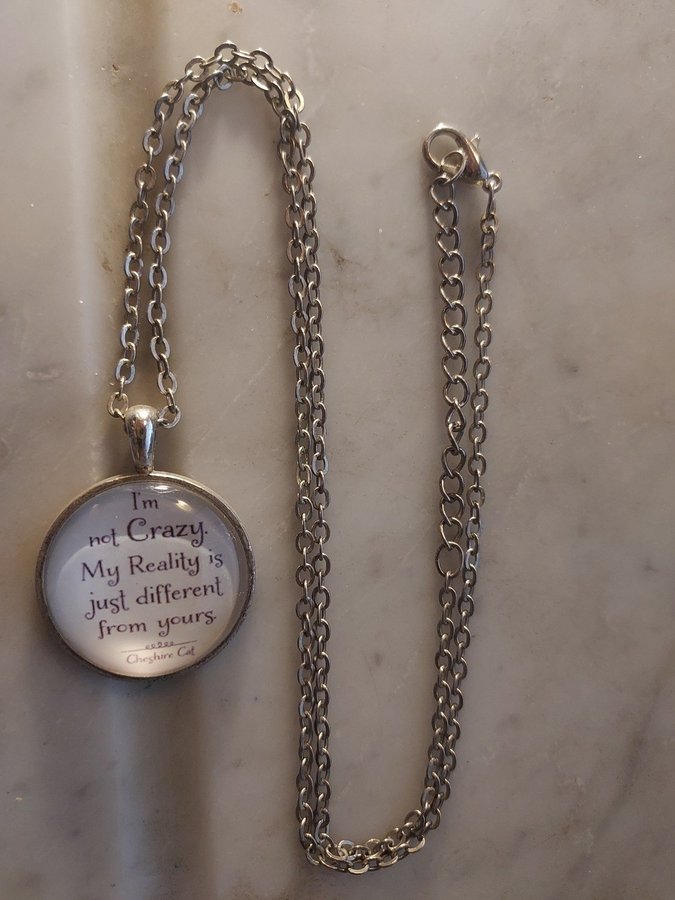 I'm
not Crazy.
My Reality is
just different
from yours.
Cheshire Cat